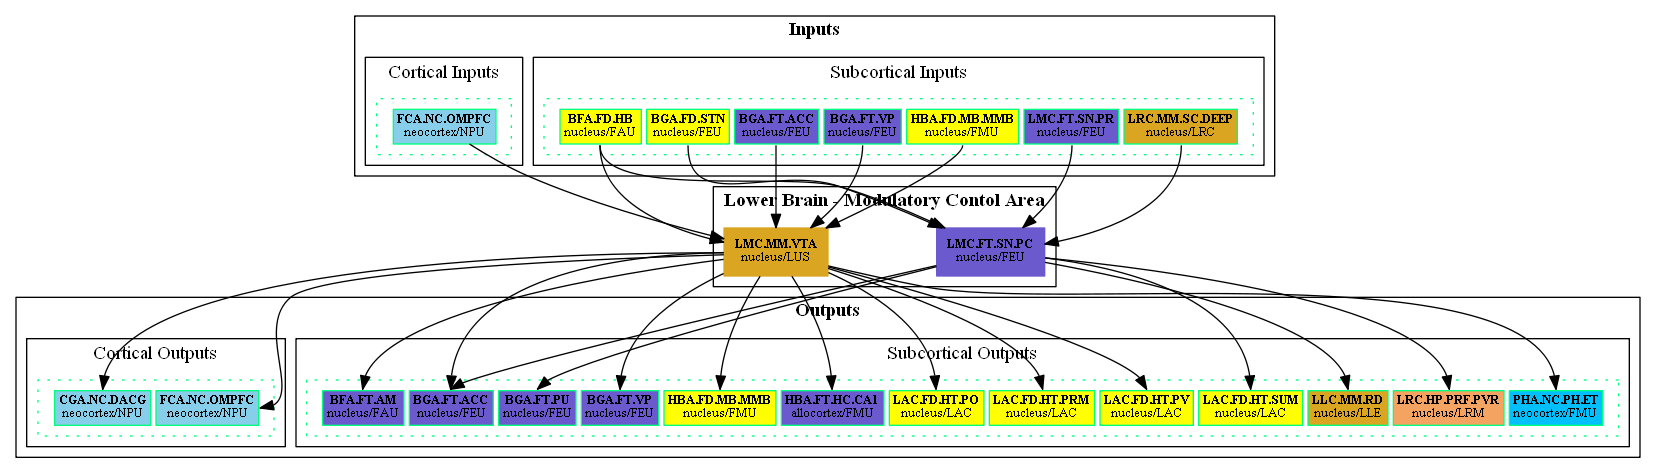 Inputs
Cortical Inputs
Subcortical Inputs
FCA.NC.OMPFC
neocortex/NPU
BFA.FD.HB
nucleus/FAU
BGA.FD.STN
nucleus/FEU
BGA.FT.ACC
nucleus/FEU
BGA.FT.VP
nucleus/FEU
HBA.FD.MB.MMB
nucleus/FMU
LMC.FT.SN.PR
nucleus/FEU
LRC.MM.SC.DEEP
nucleus/LRC
Lower Brain - Modulatory Contol Area
LMC.MM.VTA
nucleus/LUS
LMC.FT.SN.PC
nucleus/FEU
Outputs
Cortical Outputs
Subcortical Outputs
CGA.NC.DACG
neocortex/NPU
FCA.NC.OMPFC
neocortex/NPU
BFA.FT.AM
nucleus/FAU
BGA.FT.ACC
nucleus/FEU
BGA.FT.PU
nucleus/FEU
BGA.FT.VP
nucleus/FEU
HBA.FD.MB.MMB
nucleus/FMU
HBA.FT.HC.CA1
allocortex/FMU
LAC.FD.HT.PO
nucleus/LAC
LAC.FD.HT.PRM
nucleus/LAC
LAC.FD.HT.PV
nucleus/LAC
LAC.FD.HT.SUM
nucleus/LAC
LLC.MM.RD
nucleus/LLE
LRC.HP.PRF.PVR
nucleus/LRM
PHA.NC.PH.ET
neocortex/FMU